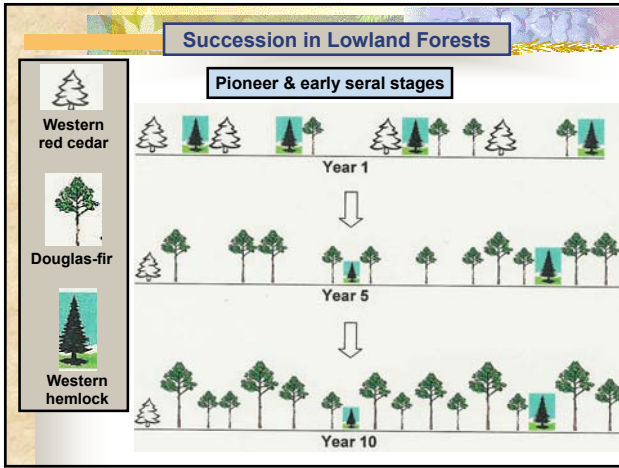 Succession in Lowland Forests
Pioneer & early seral stages
Western
red cedar
Douglas-fir
Western
hemlock
Year 1
Year 5
Year 10